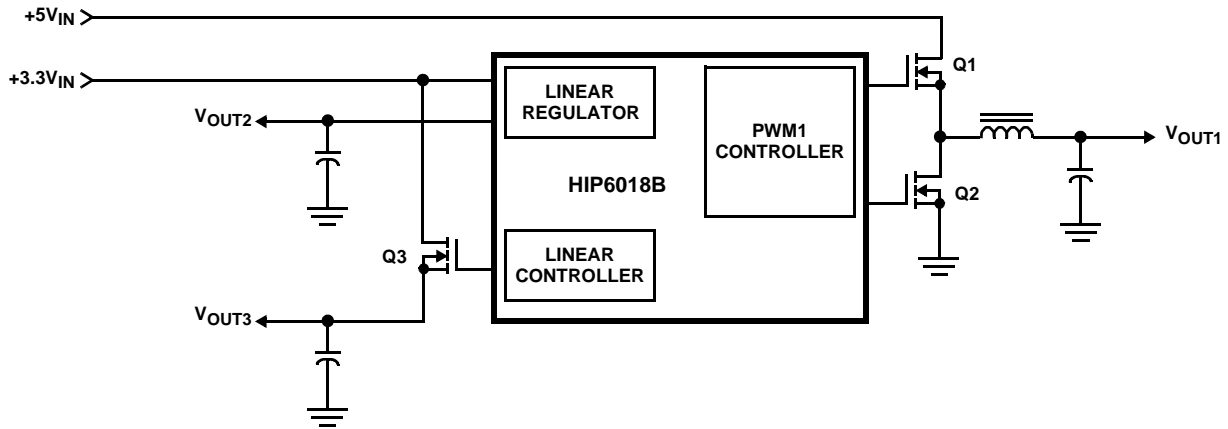 +5VIN
+3.3VIN
VOUT2
LINEAR
REGULATOR
PWM1
CONTROLLER
HIP6018B
Q1
VOUT1
Q2
Q3
LINEAR
CONTROLLER
VOUT3